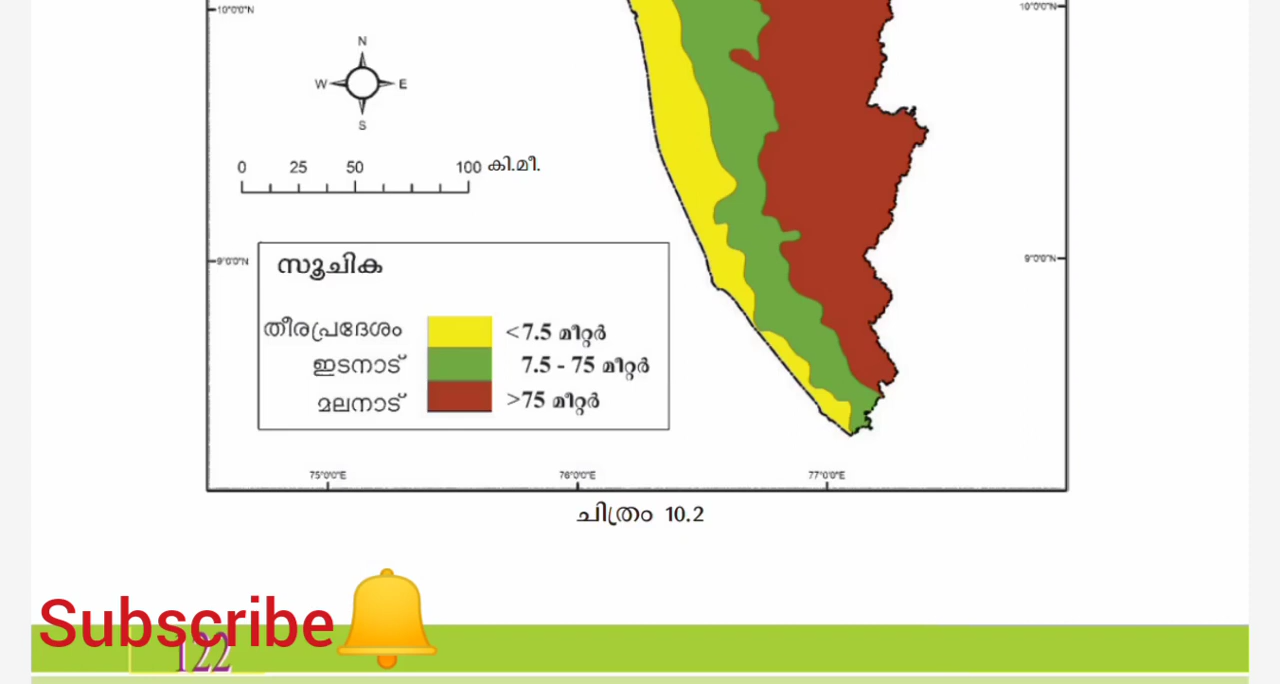 10°0'0"N 10°0'0"N
N
W E
S
0 25 50 100 കി.മീ.
9°0'0"N 9°0'0"N
സൂചിക
തീരപ്രദേശം <7.5 മീറ്റർ
ഇടനാട് 7.5 - 75 മീറ്റർ
മലനാട് >75 മീറ്റർ
75°0'0"E 76°0'0"E 77°0'0"E
ചിത്രം 10.2
Subscribe
122